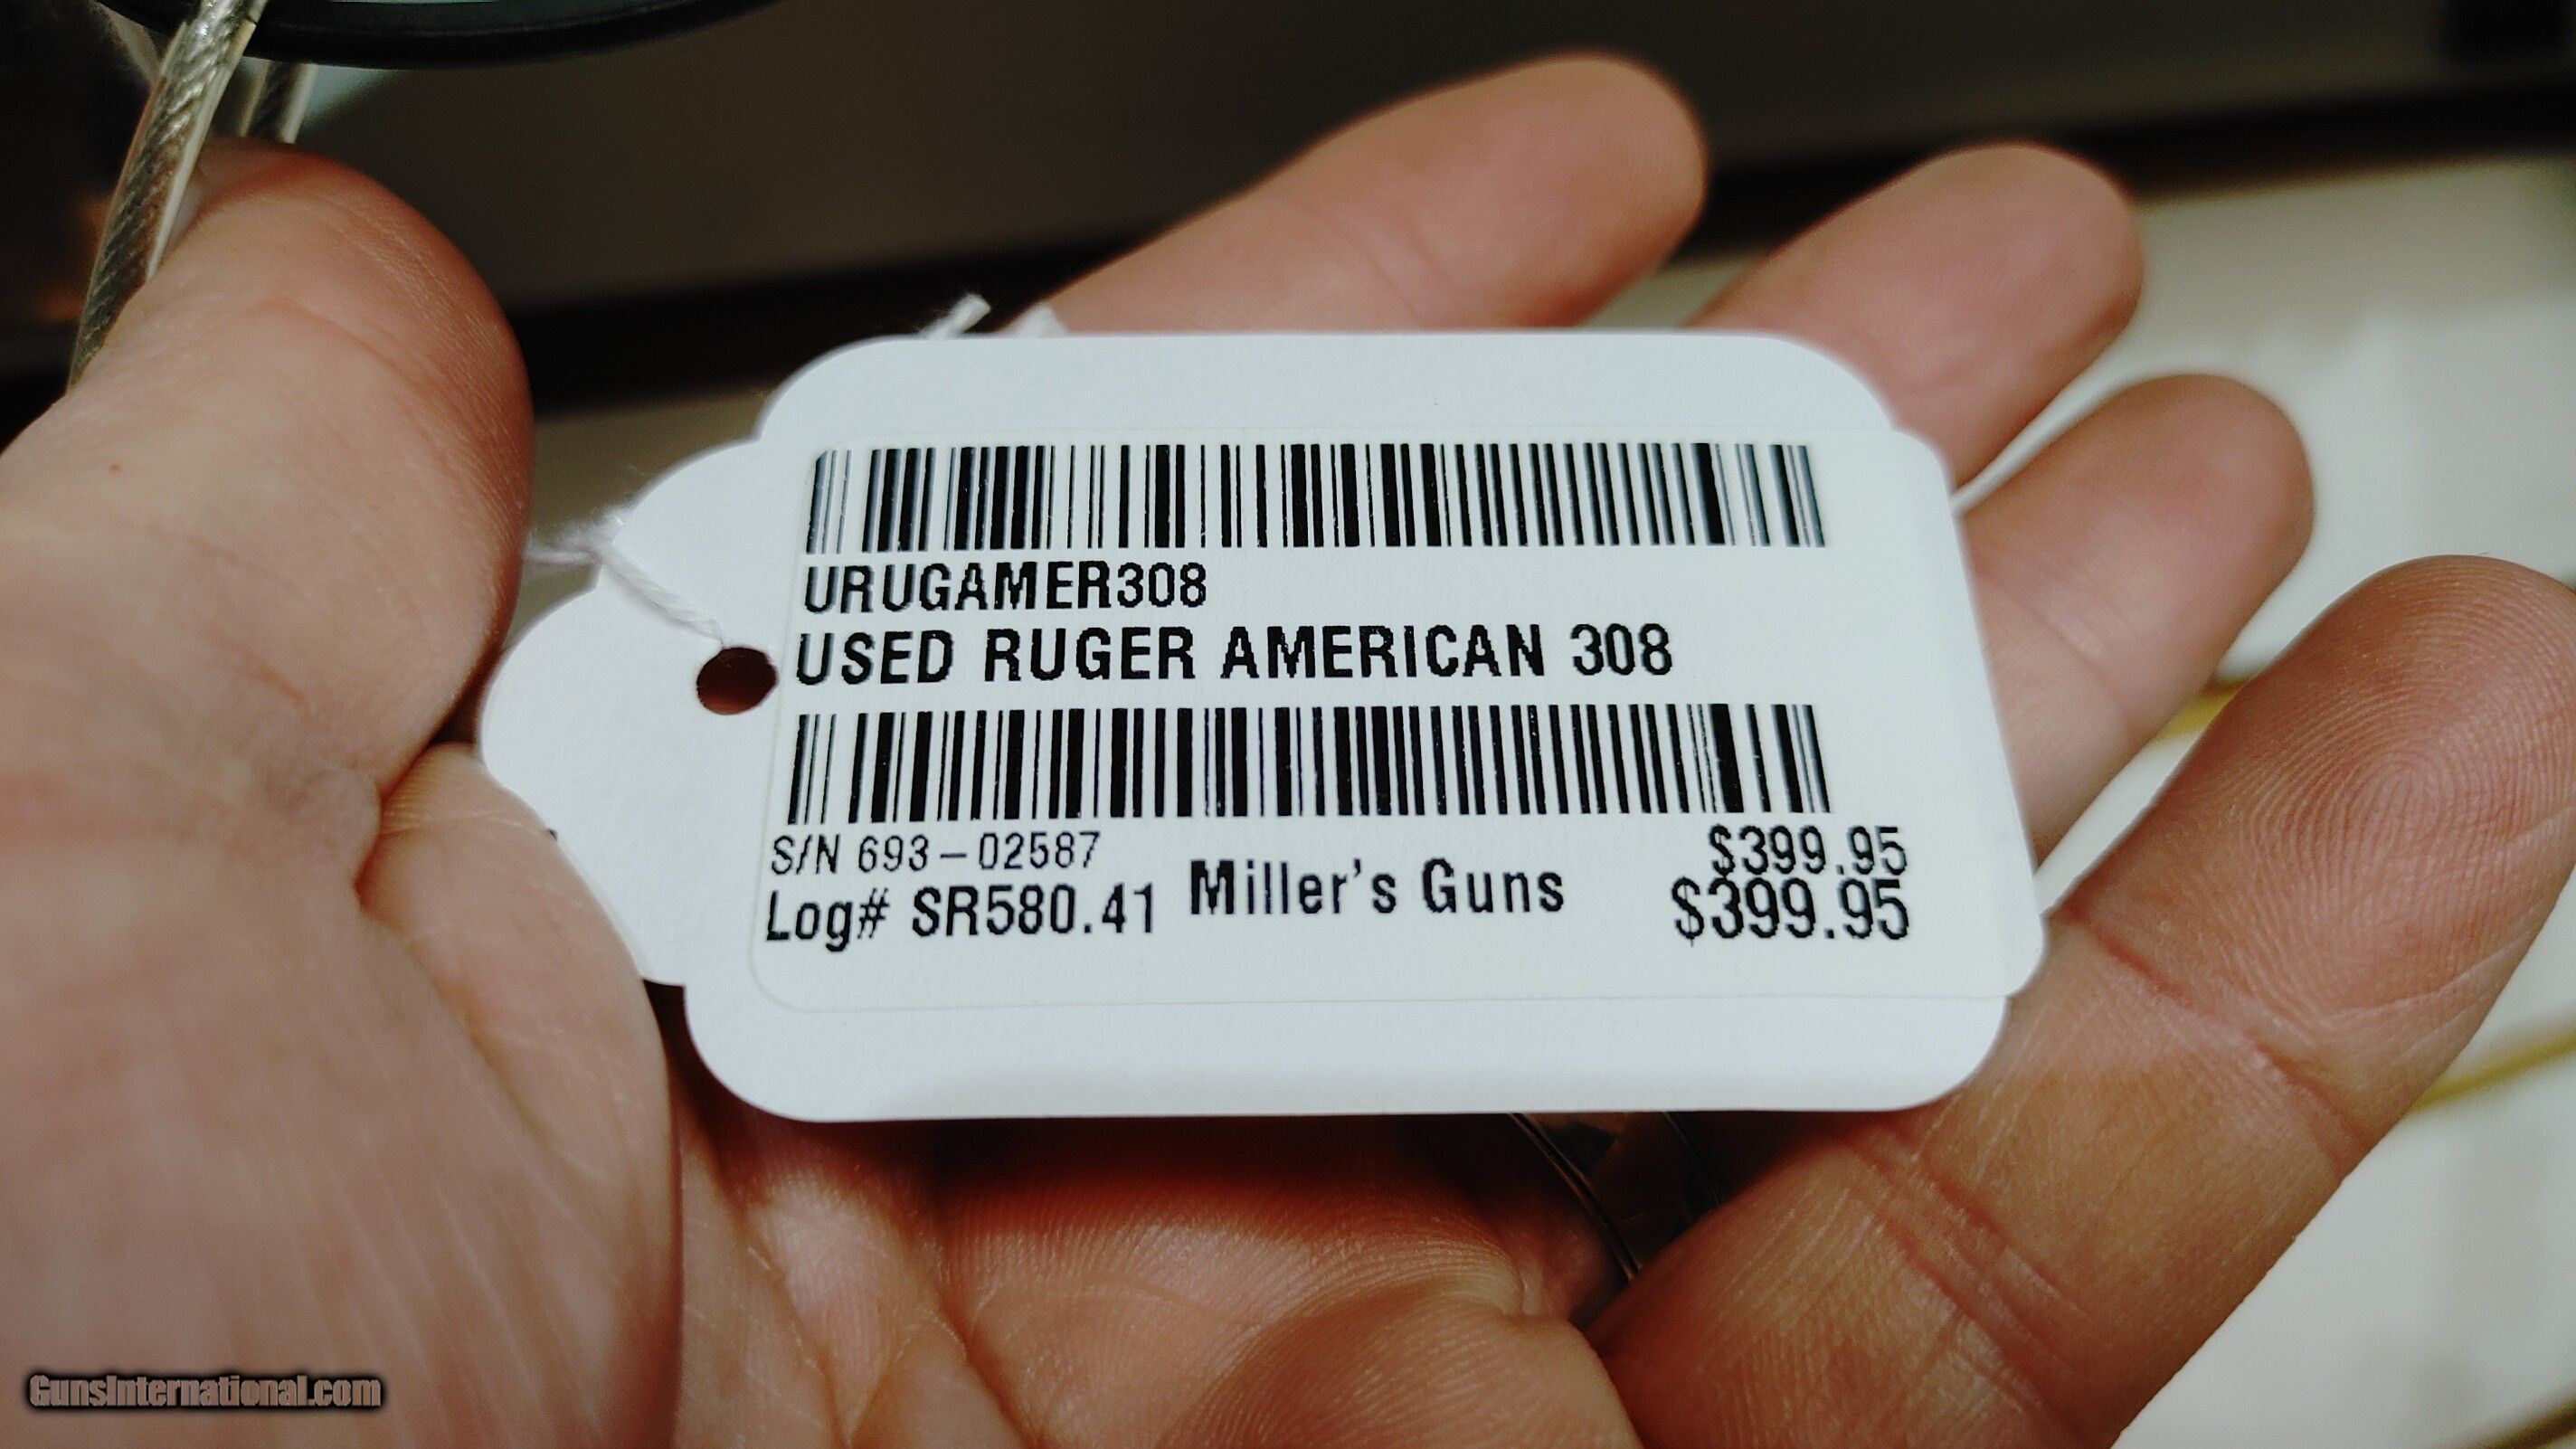 URUGAMER308
USED RUGER AMERICAN 308
S/N 693-02587
$399.95
Log# SR580.41
Miller's Guns
$399.95
GunsInternational.com